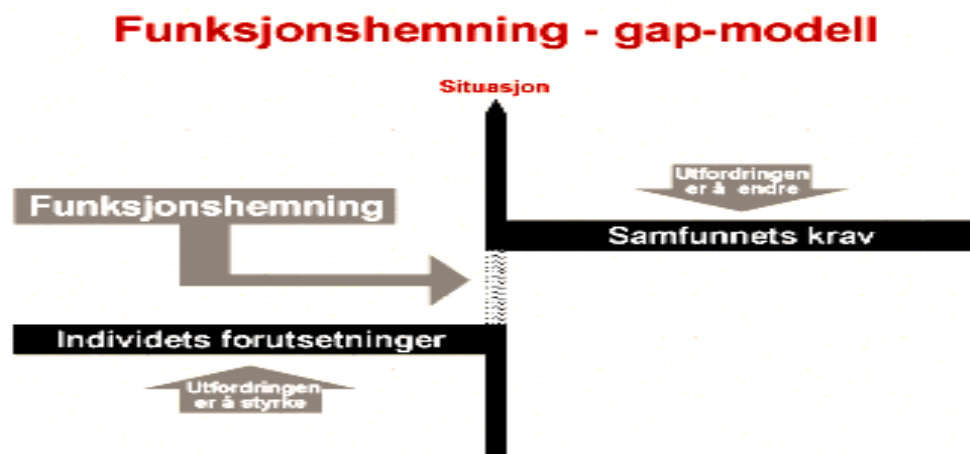 Funksjonshemning - gap-modell
Situasjon
Utfordringen
er å endre
Funksjonshemning
Samfunnets krav
Individets forutsetninger
Utfordringen
er å styrke